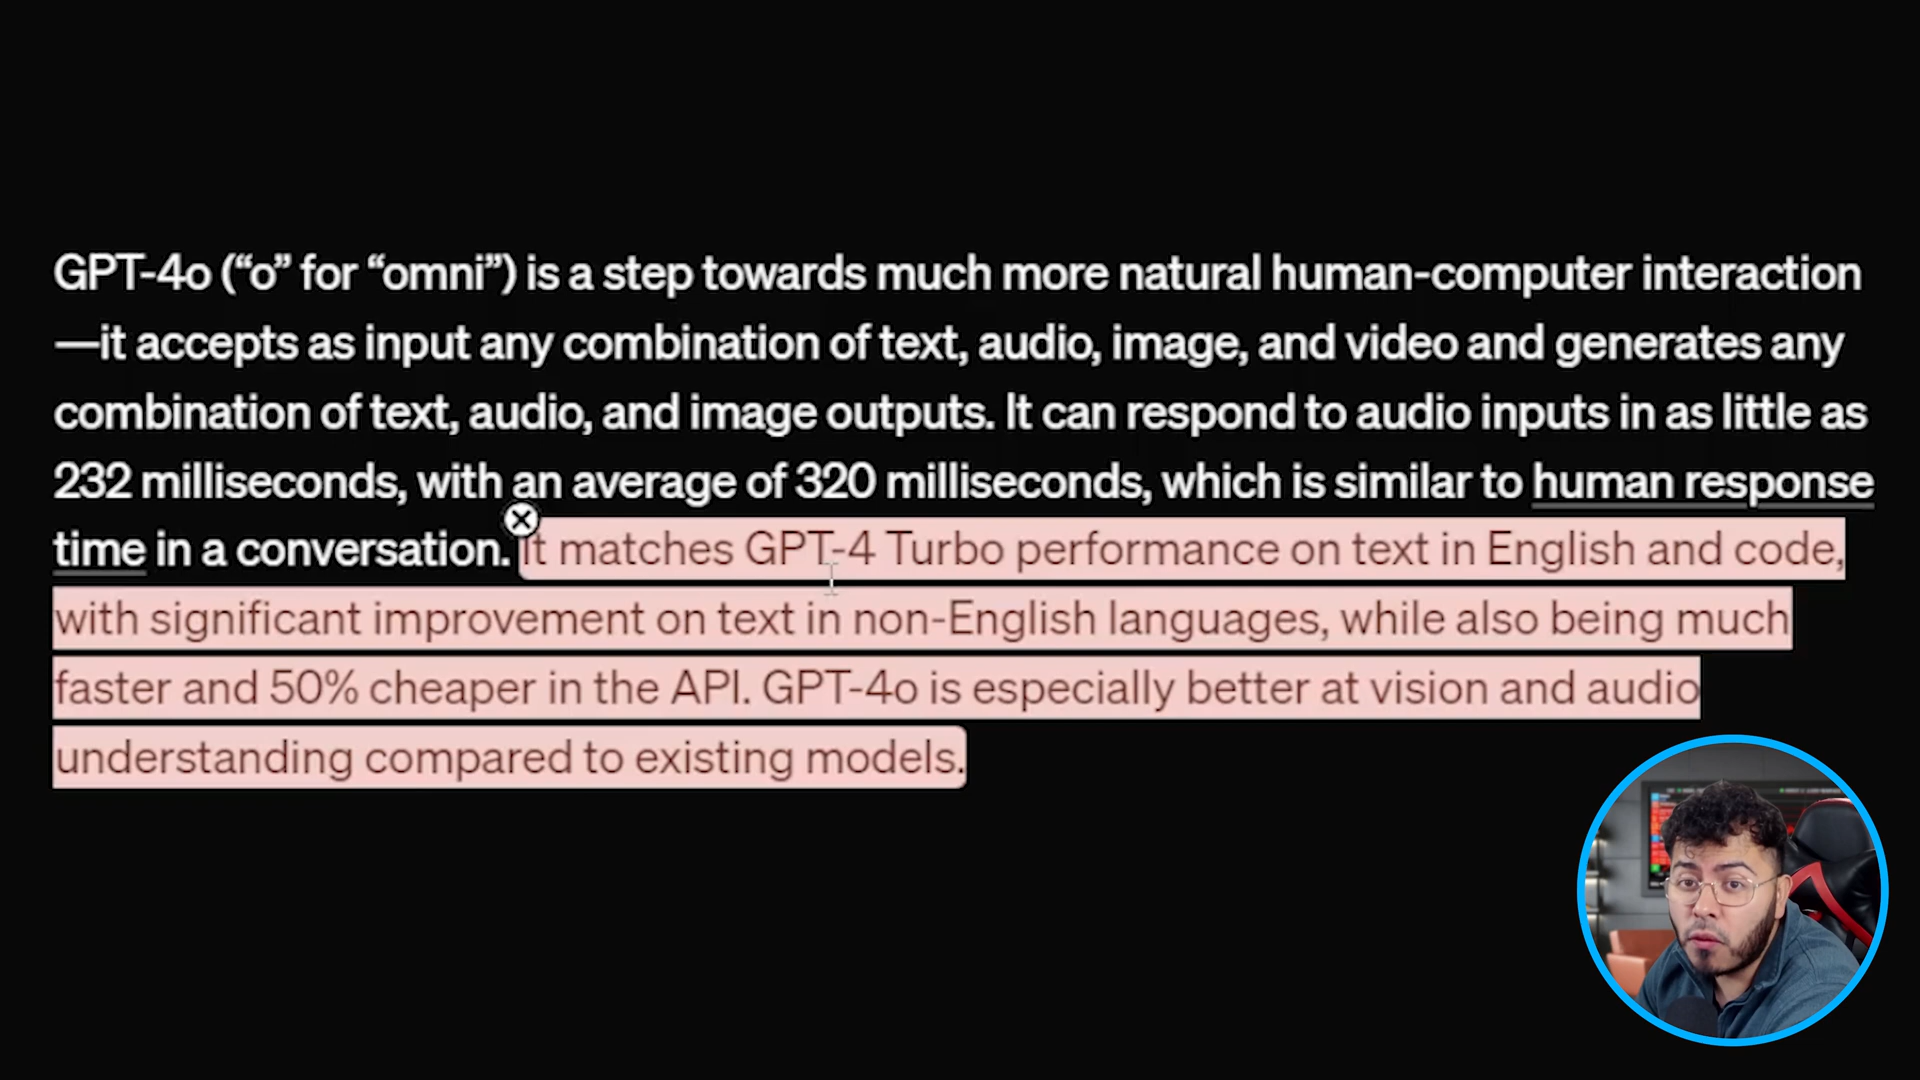 GPT-4o (“o” for “omni”) is a step towards much more natural human-computer interaction
—it accepts as input any combination of text, audio, image, and video and generates any
combination of text, audio, and image outputs. It can respond to audio inputs in as little as
232 milliseconds, with an average of 320 milliseconds, which is similar to human response
time in a conversation. It matches GPT-4 Turbo performance on text in English and code,
with significant improvement on text in non-English languages, while also being much
faster and 50% cheaper in the API. GPT-4o is especially better at vision and audio
understanding compared to existing models.